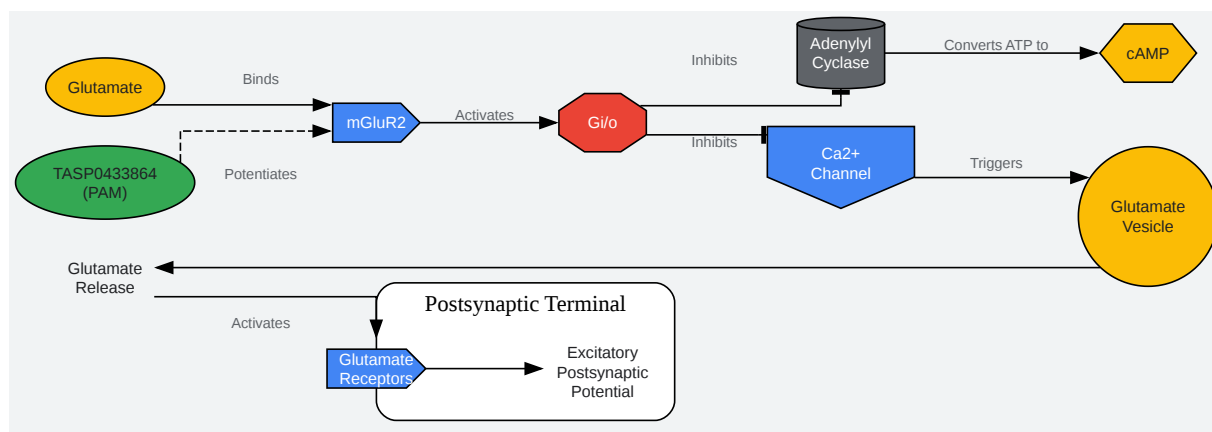 Glutamate
Binds
TASP0433864
(PAM)
Potentiates
mGluR2
Activates
Gi/o
Inhibits
Inhibits
Adenylyl
Cyclase
Converts ATP to
cAMP
Ca2+
Channel
Triggers
Glutamate
Vesicle
Glutamate
Release
Activates
Postsynaptic Terminal
Glutamate
Receptors
Excitatory
Postsynaptic
Potential